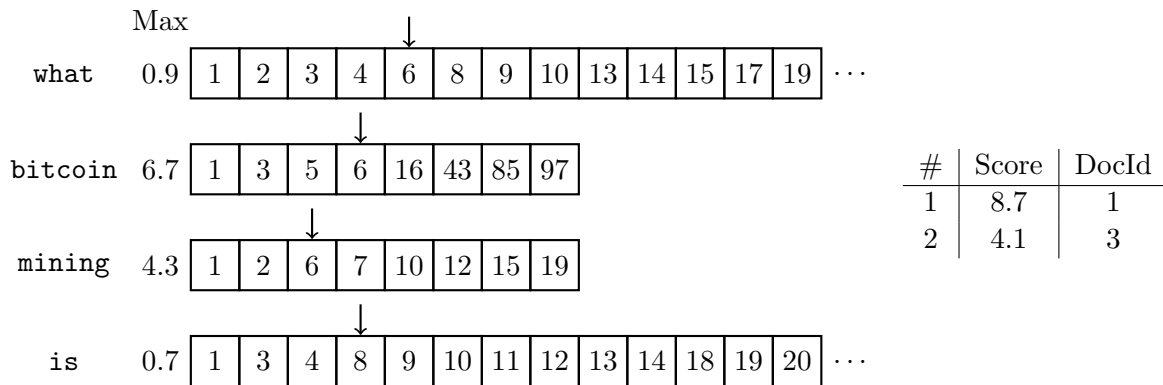 Max
what 0.9 1 2 3 4 6 8 9 10 13 14 15 17 19 ···
bitcoin 6.7 1 3 5 6 16 43 85 97
mining 4.3 1 2 6 7 10 12 15 19
is 0.7 1 3 4 8 9 10 11 12 13 14 18 19 20 ···
# Score DocId
1 8.7 1
2 4.1 3